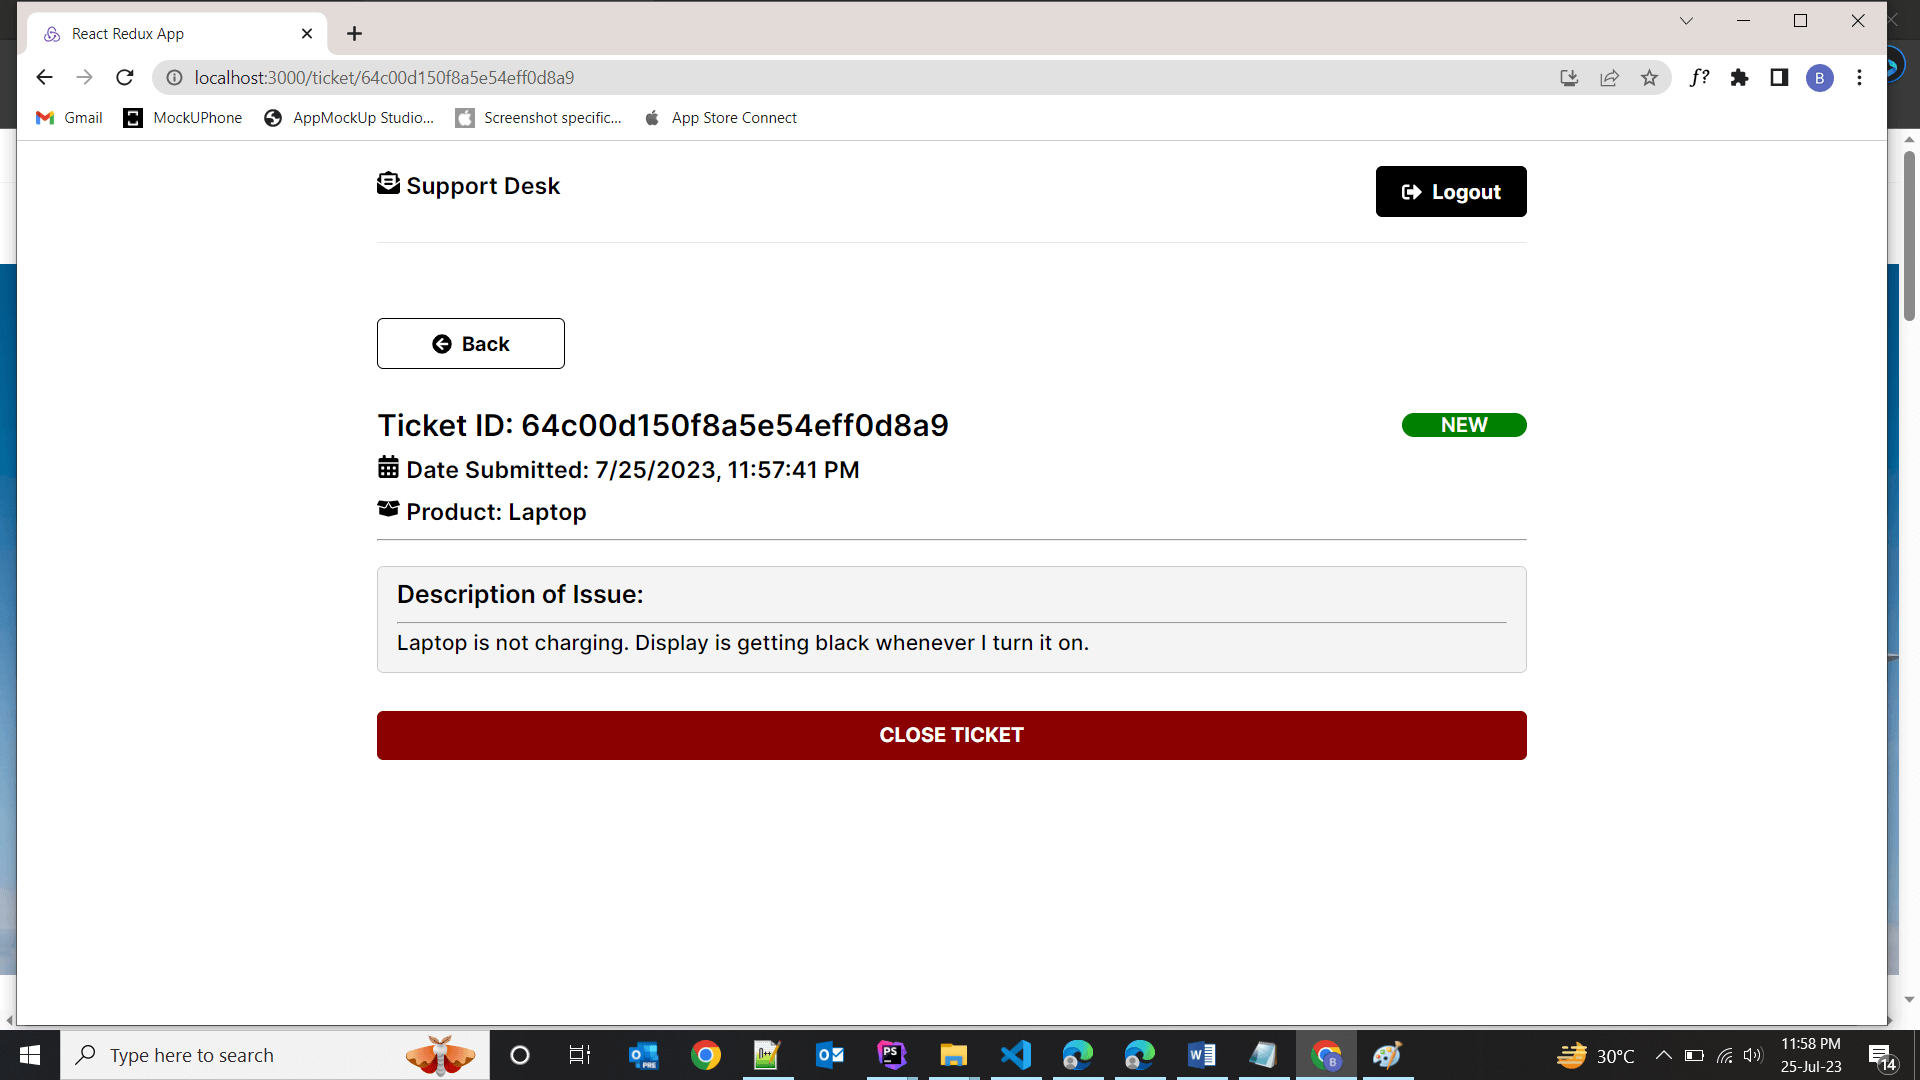 React Redux App
localhost:3000/ticket/64c00d150f8a5e54eff0d8a9
f?
B
Gmail
MockUPhone
AppMockUp Studio...
Screenshot specific...
App Store Connect
Support Desk
Logout
Back
Ticket ID: 64c00d150f8a5e54eff0d8a9
NEW
Date Submitted: 7/25/2023, 11:57:41 PM
Product: Laptop
Description of Issue:
Laptop is not charging. Display is getting black whenever I turn it on.
CLOSE TICKET
Type here to search
30°C
11:58 PM
25-Jul-23
14